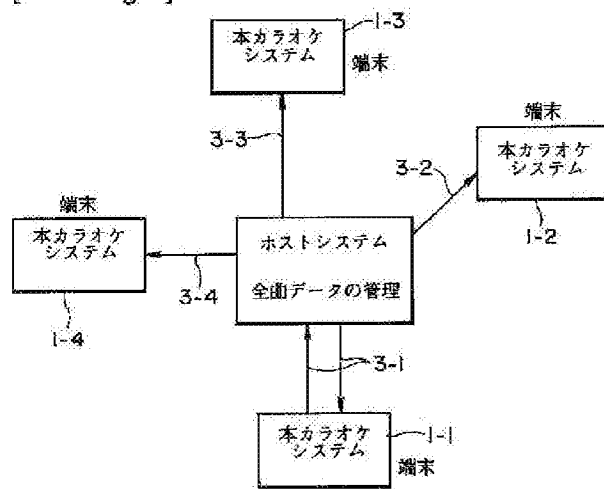 本カラオケ
システム
1-3
端末
3-3
端末
3-2
本カラオケ
システム
1-2
端末
本カラオケ
システム
3-4
1-4
ホストシステム
全曲データの管理
3-1
本カラオケ
システム
1-1
端末